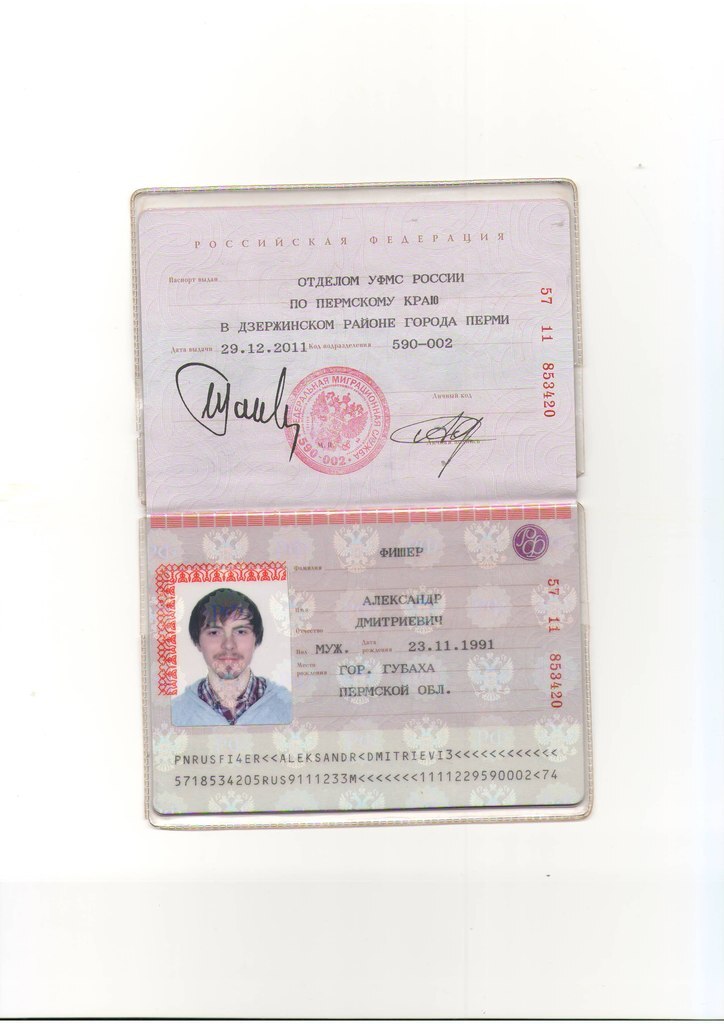 РОССИЙСКАЯ ФЕДЕРАЦИЯ
Паспорт выдан ОТДЕЛОМ УФМС РОССИИ
ПО ПЕРМСКОМУ КРАЮ
В ДЗЕРЖИНСКОМ РАЙОНЕ ГОРОДА ПЕРМИ
Дата выдачи 29.12.2011 Код подразделения 590-002
57 11 853420
Личный код
Личная подпись
ФЕДЕРАЛЬНАЯ МИГРАЦИОННАЯ СЛУЖБА
М.П.
590-002
РФ
ФИШЕР
Фамилия
АЛЕКСАНДР
Имя
ДМИТРИЕВИЧ
Отчество
Пол МУЖ. Дата рождения 23.11.1991
Место рождения ГОР. ГУБАХА
ПЕРМСКОЙ ОБЛ.
57 11 853420
PNRUSFI4ER<<ALEKSANDR<DMITRIEVI3<<<<<<<<<<<<
5718534205RUS9111233M<<<<<<<1111229590002<74